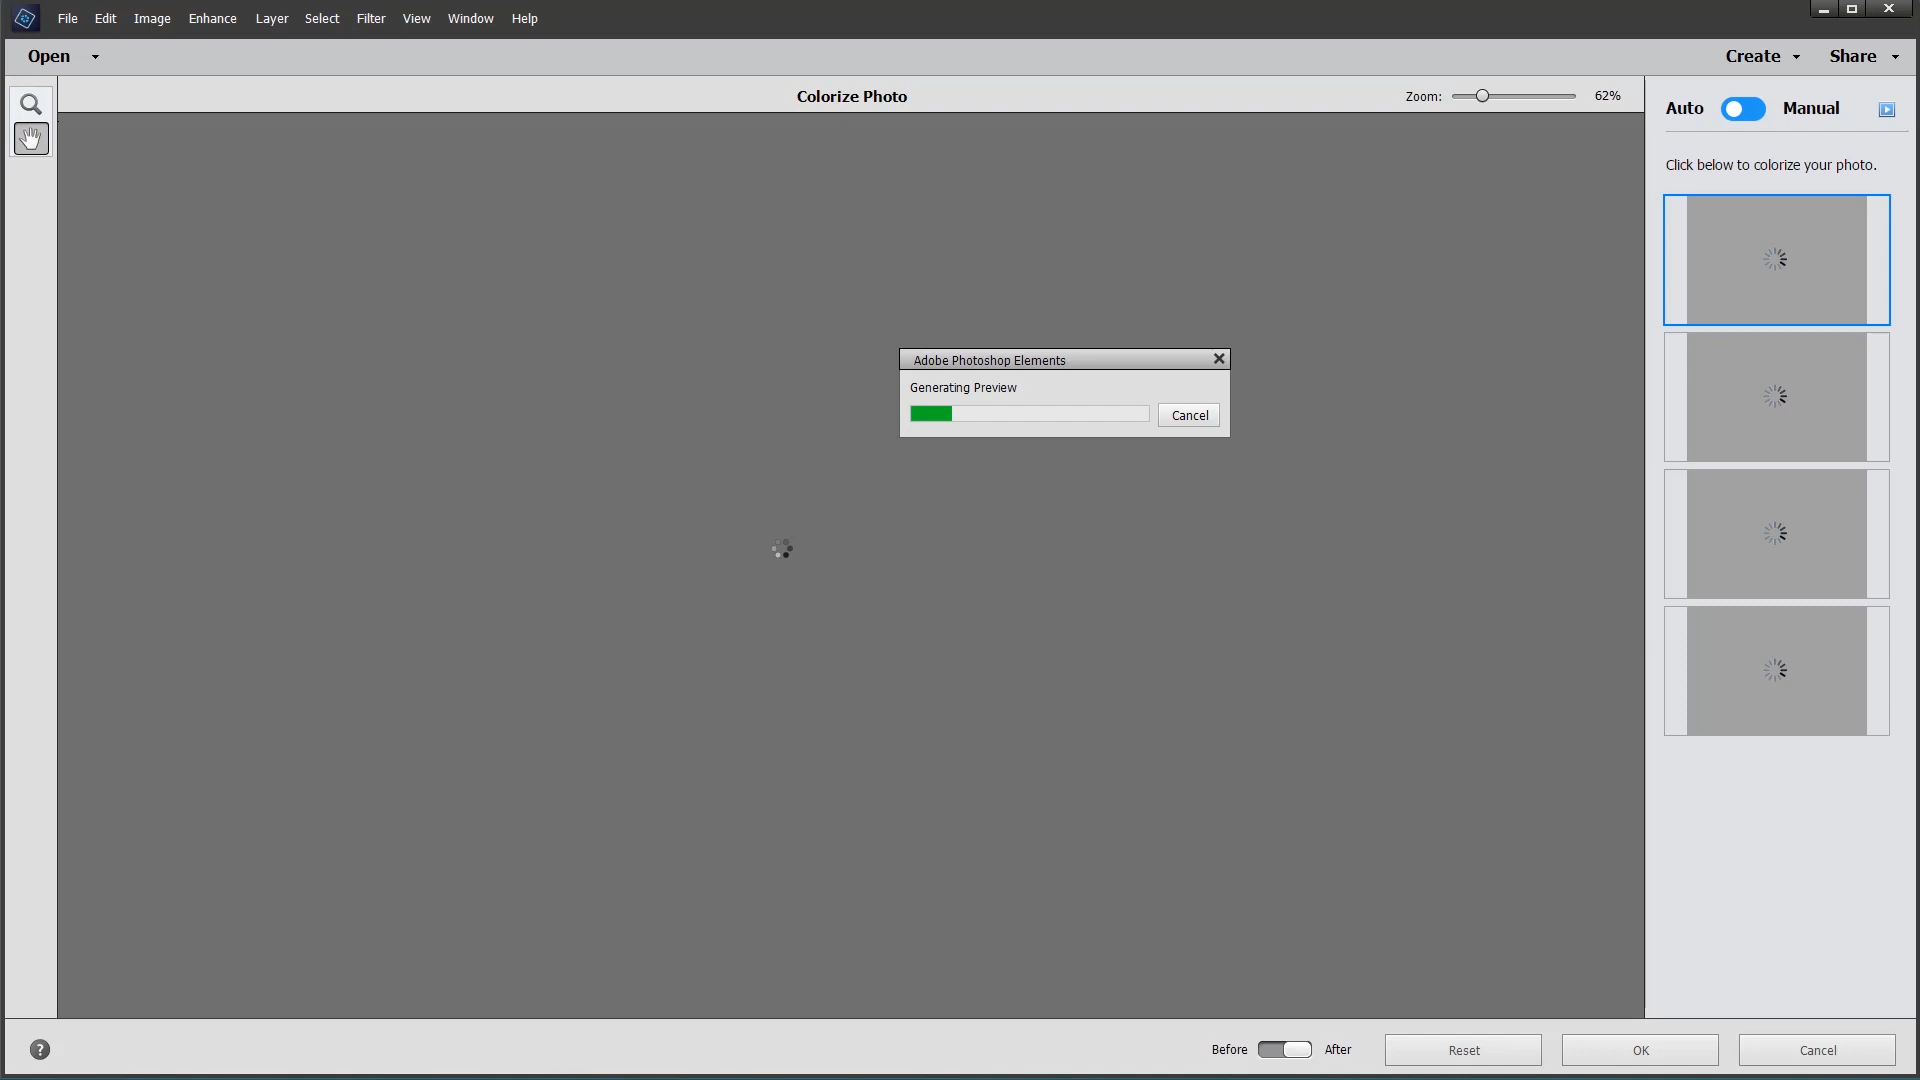 File Edit Image Enhance Layer Select Filter View Window Help
Open Create Share
Colorize Photo Zoom: 62%
Auto Manual
Click below to colorize your photo.
Adobe Photoshop Elements
Generating Preview
Cancel
? Before After Reset OK Cancel